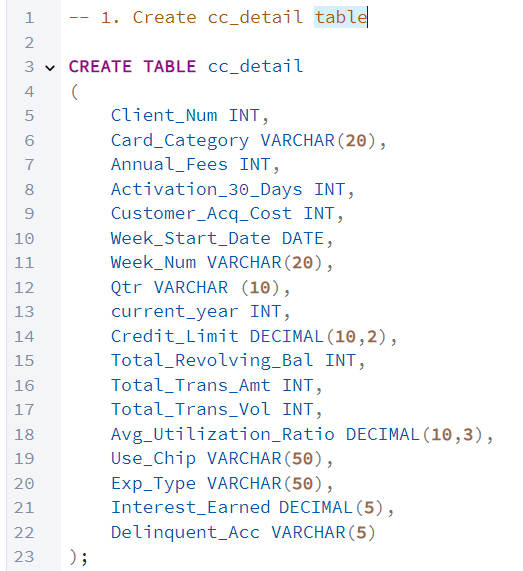 1 -- 1. Create cc_detail table
2
3 CREATE TABLE cc_detail
4 (
5 Client_Num INT,
6 Card_Category VARCHAR(20),
7 Annual_Fees INT,
8 Activation_30_Days INT,
9 Customer_Acq_Cost INT,
10 Week_Start_Date DATE,
11 Week_Num VARCHAR(20),
12 Qtr VARCHAR (10),
13 current_year INT,
14 Credit_Limit DECIMAL(10,2),
15 Total_Revolving_Bal INT,
16 Total_Trans_Amt INT,
17 Total_Trans_Vol INT,
18 Avg_Utilization_Ratio DECIMAL(10,3),
19 Use_Chip VARCHAR(50),
20 Exp_Type VARCHAR(50),
21 Interest_Earned DECIMAL(5),
22 Delinquent_Acc VARCHAR(5)
23 );